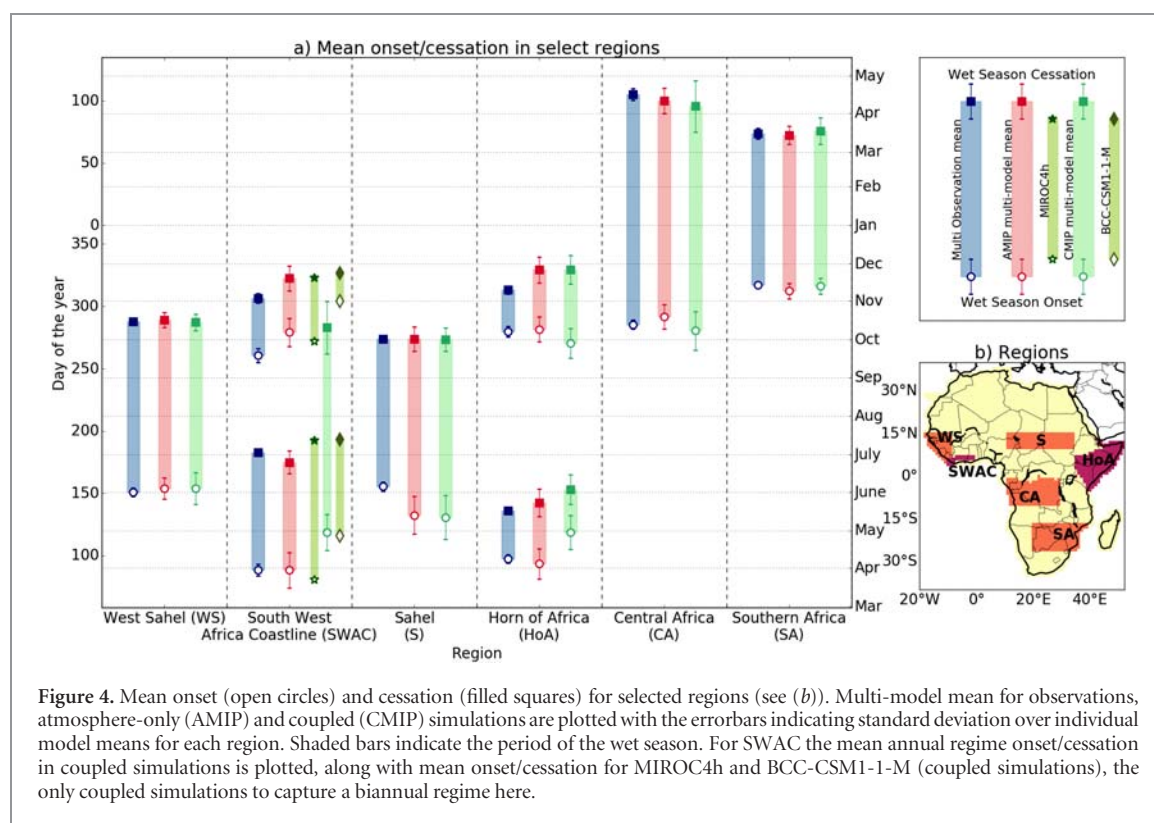 a) Mean onset/cessation in select regions
Day of the year
100
50
0
350
300
250
200
150
100
May
Apr
Mar
Feb
Jan
Dec
Nov
Oct
Sep
Aug
July
June
May
Apr
Mar
West Sahel (WS)
South West
Africa Coastline (SWAC)
Sahel
(S)
Horn of Africa
(HoA)
Central Africa
(CA)
Southern Africa
(SA)
Region
Wet Season Cessation
Multi Observation mean
AMIP multi-model mean
MIROC4h
CMIP multi-model mean
BCC-CSM1-1-M
Wet Season Onset
b) Regions
30°N
15°N
0°
15°S
30°S
20°W
0°
20°E
40°E
WS
S
SWAC
HoA
CA
SA
Figure 4. Mean onset (open circles) and cessation (filled squares) for selected regions (see (b)). Multi-model mean for observations,
atmosphere-only (AMIP) and coupled (CMIP) simulations are plotted with the errorbars indicating standard deviation over individual
model means for each region. Shaded bars indicate the period of the wet season. For SWAC the mean annual regime onset/cessation
in coupled simulations is plotted, along with mean onset/cessation for MIROC4h and BCC-CSM1-1-M (coupled simulations), the
only coupled simulations to capture a biannual regime here.